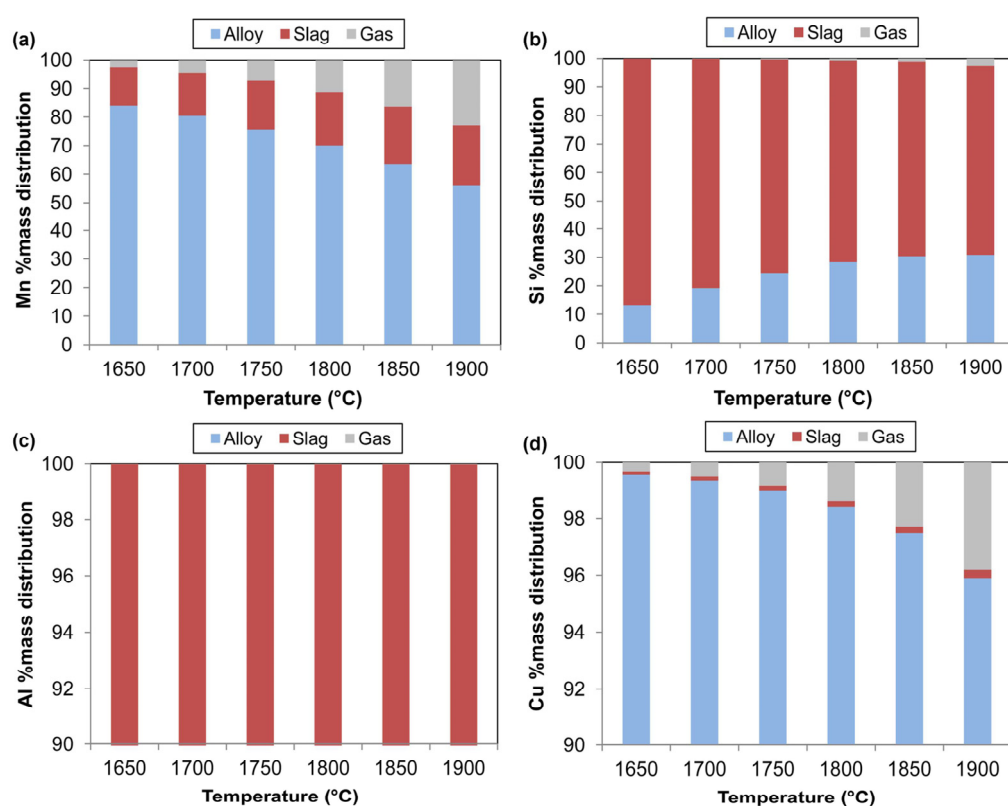 (a)
Alloy Slag Gas
100
90
80
70
60
50
40
30
20
10
0
Mn %mass distribution
1650 1700 1750 1800 1850 1900
Temperature (°C)
(b)
Alloy Slag Gas
100
90
80
70
60
50
40
30
20
10
0
Si %mass distribution
1650 1700 1750 1800 1850 1900
Temperature (°C)
(c)
Alloy Slag Gas
100
98
96
94
92
90
Al %mass distribution
1650 1700 1750 1800 1850 1900
Temperature (°C)
(d)
Alloy Slag Gas
100
98
96
94
92
90
Cu %mass distribution
1650 1700 1750 1800 1850 1900
Temperature (°C)